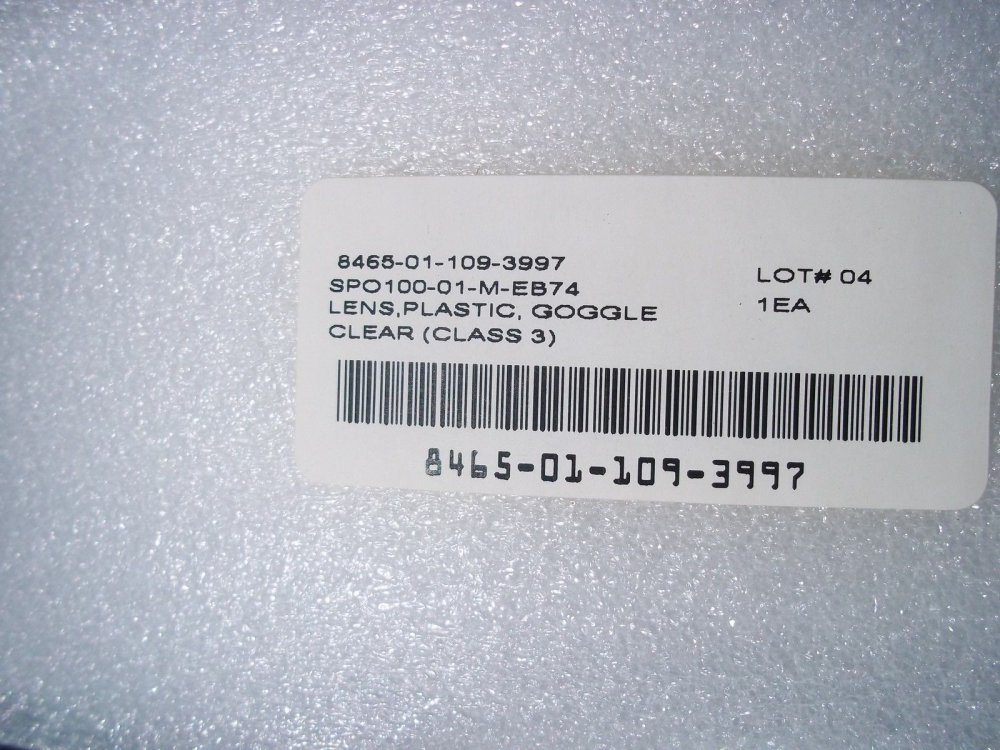 8465-01-109-3997
SPO100-01-M-EB74
LENS,PLASTIC, GOGGLE
CLEAR (CLASS 3)
LOT# 04
1EA
8465-01-109-3997